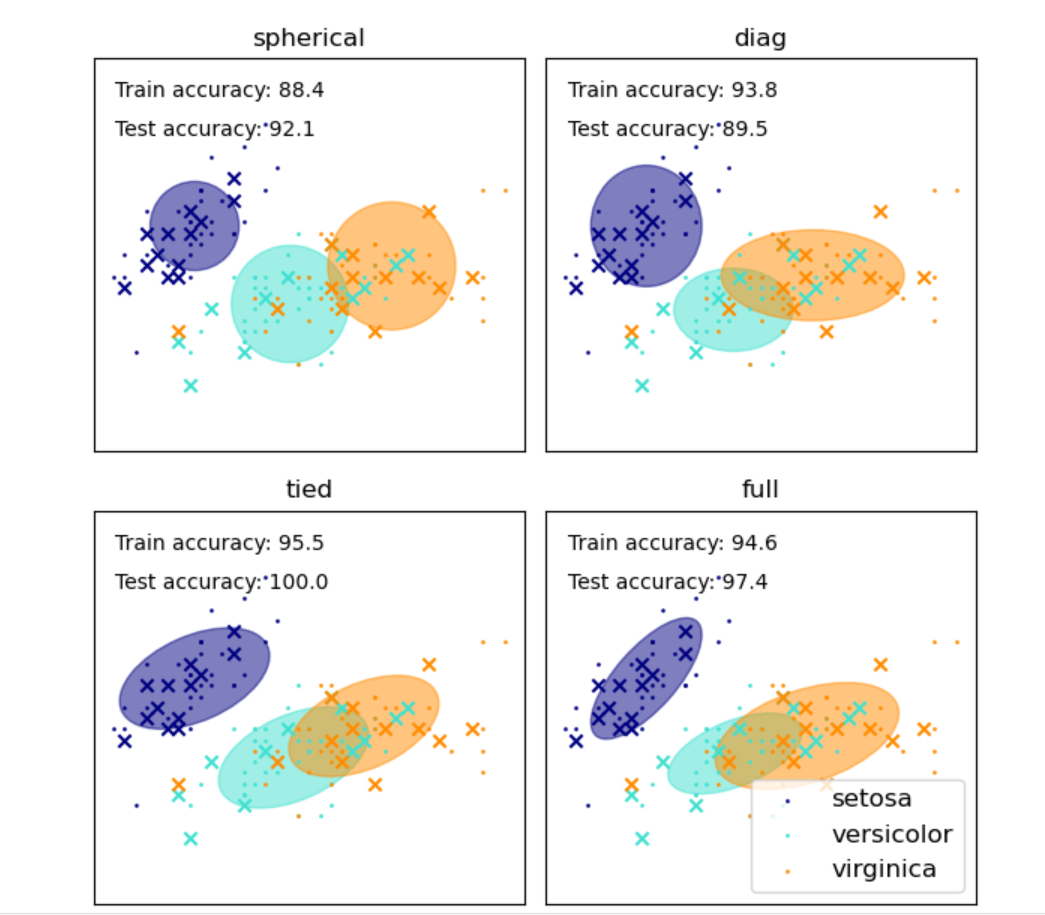 spherical
Train accuracy: 88.4
Test accuracy: 92.1
diag
Train accuracy: 93.8
Test accuracy: 89.5
tied
Train accuracy: 95.5
Test accuracy: 100.0
full
Train accuracy: 94.6
Test accuracy: 97.4
setosa
versicolor
virginica